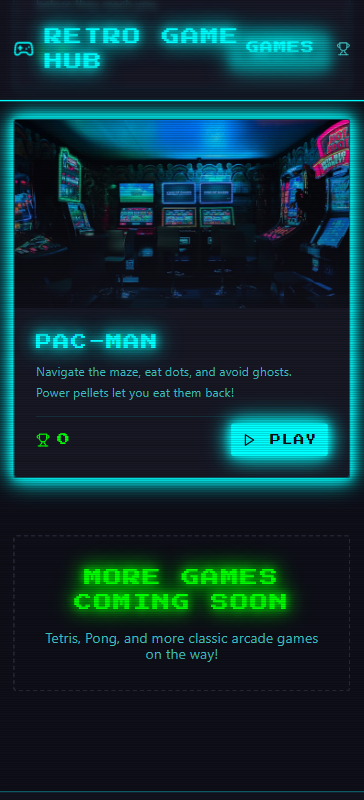 RETRO GAME
HUB
GAMES
PAC-MAN
Navigate the maze, eat dots, and avoid ghosts.
Power pellets let you eat them back!
0
PLAY
MORE GAMES
COMING SOON
Tetris, Pong, and more classic arcade games
on the way!